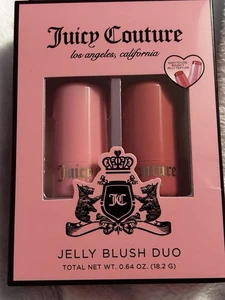 Juicy Couture
los angeles, california
Juicy Couture
JC
JELLY BLUSH DUO
TOTAL NET WT. 0.64 OZ. (18.2 G)